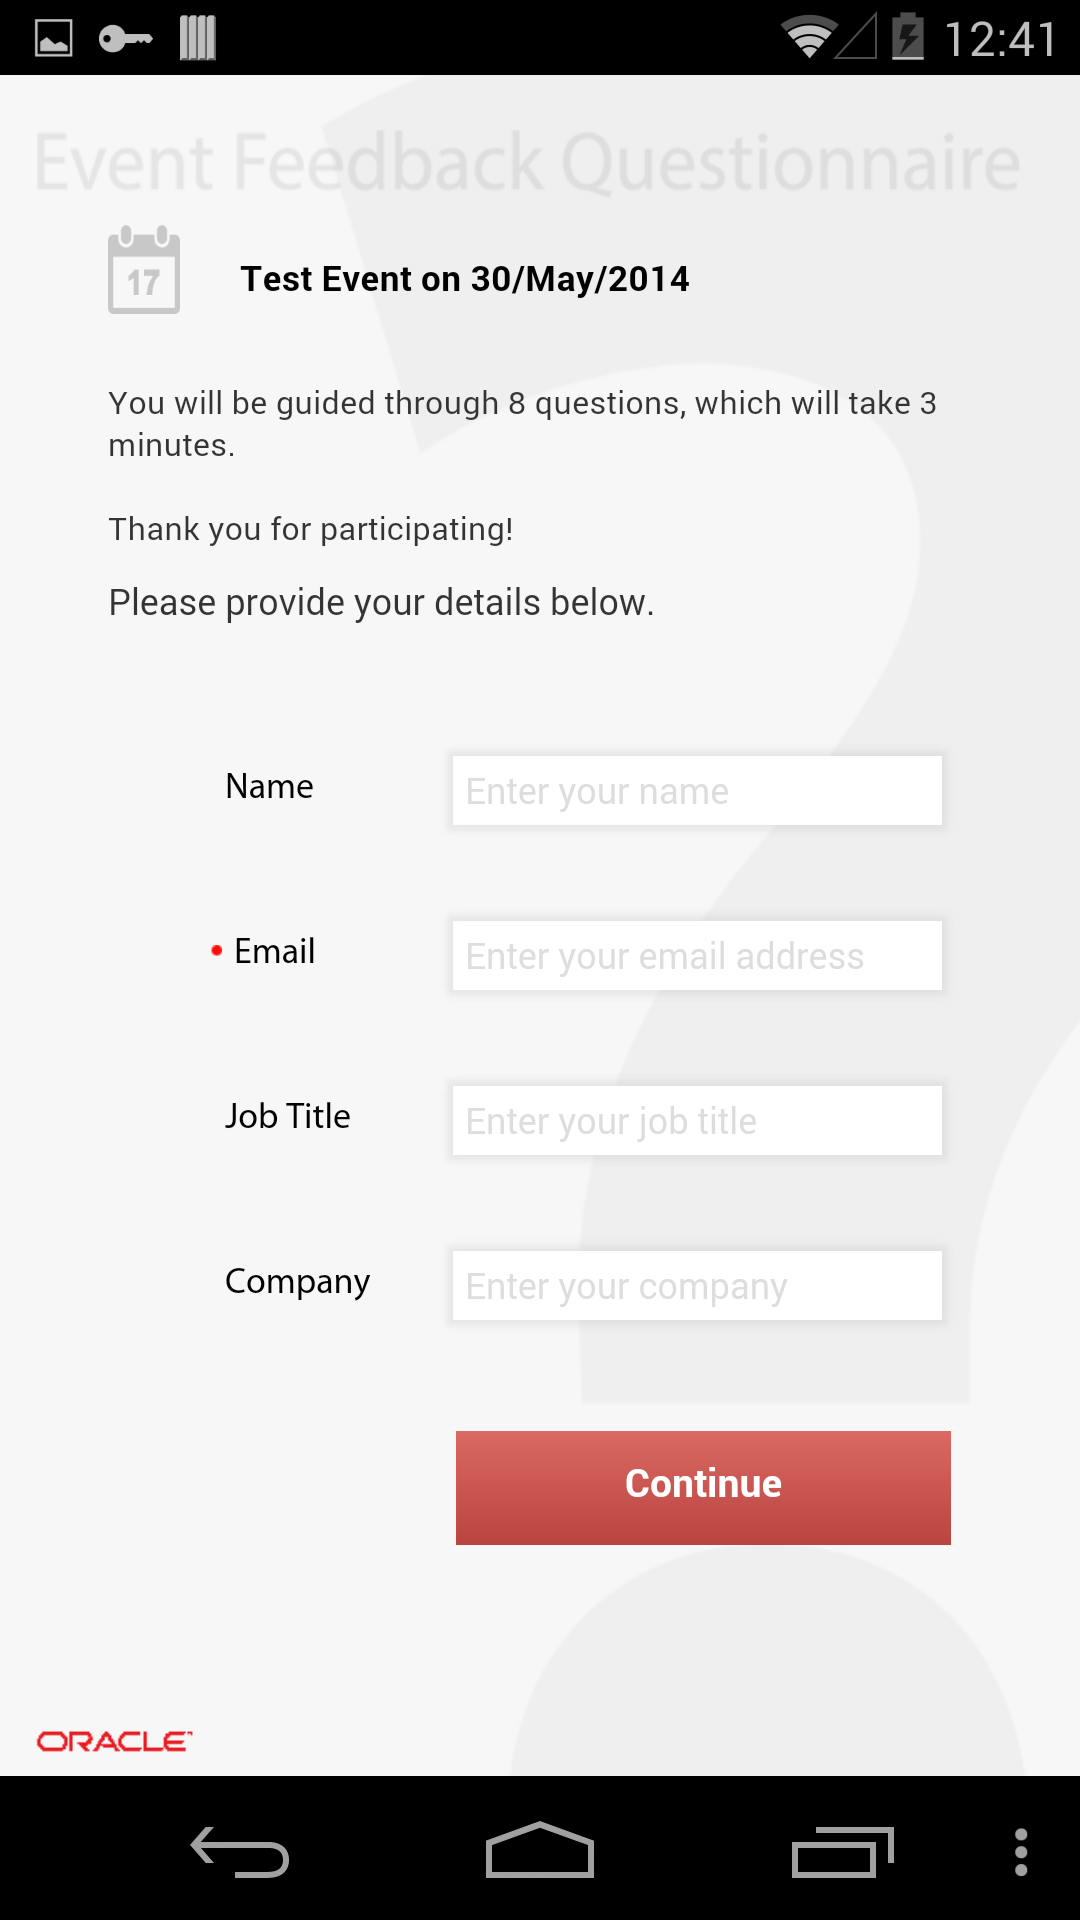 12:41
Event Feedback Questionnaire
17
Test Event on 30/May/2014
You will be guided through 8 questions, which will take 3
minutes.
Thank you for participating!
Please provide your details below.
Name
Enter your name
Email
Enter your email address
Job Title
Enter your job title
Company
Enter your company
Continue
ORACLE™